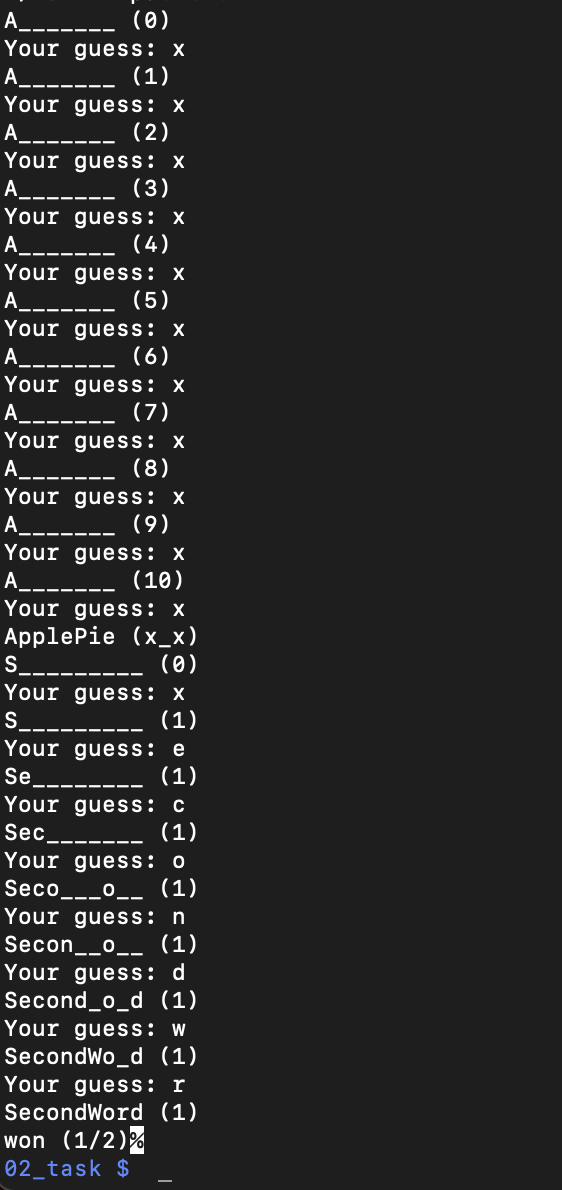 A_______ (0)
Your guess: x
A_______ (1)
Your guess: x
A_______ (2)
Your guess: x
A_______ (3)
Your guess: x
A_______ (4)
Your guess: x
A_______ (5)
Your guess: x
A_______ (6)
Your guess: x
A_______ (7)
Your guess: x
A_______ (8)
Your guess: x
A_______ (9)
Your guess: x
A_______ (10)
Your guess: x
ApplePie (x_x)
S_________ (0)
Your guess: x
S_________ (1)
Your guess: e
Se________ (1)
Your guess: c
Sec_______ (1)
Your guess: o
Seco___o__ (1)
Your guess: n
Secon__o__ (1)
Your guess: d
Second_o_d (1)
Your guess: w
SecondWo_d (1)
Your guess: r
SecondWord (1)
won (1/2)%
02_task $ _